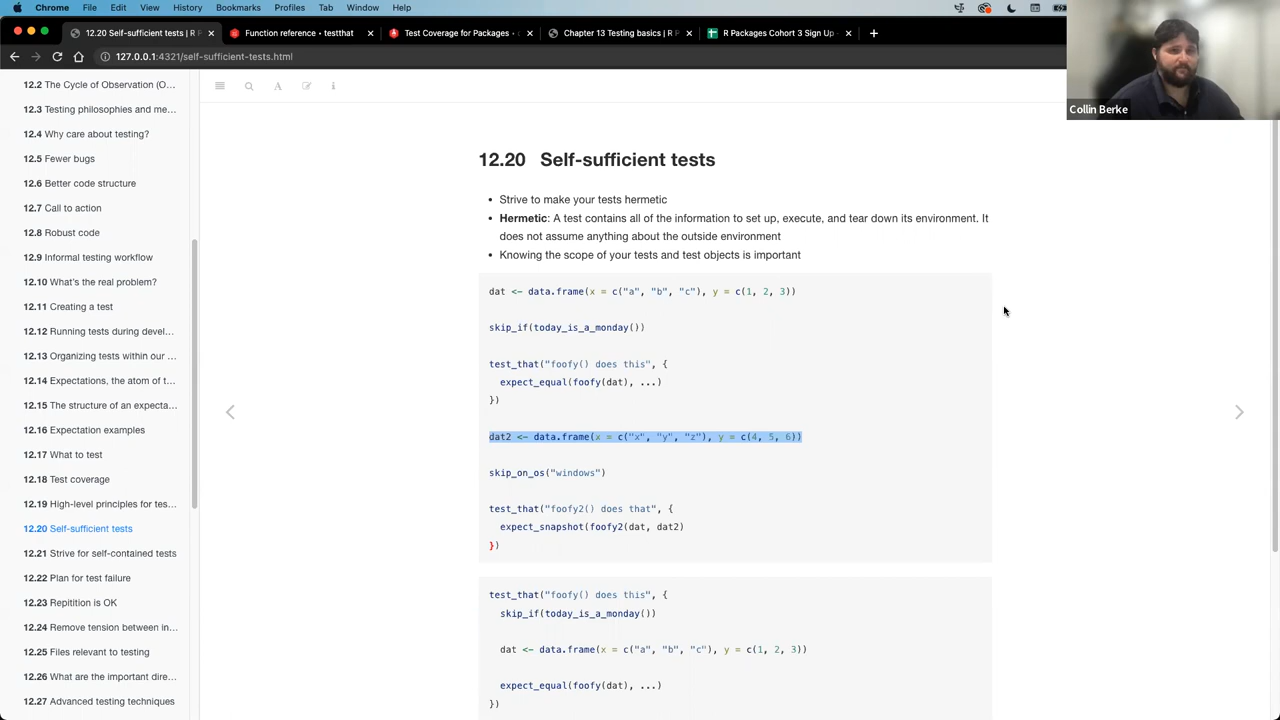 Chrome File Edit View History Bookmarks Profiles Tab Window Help
12.20 Self-sufficient tests | R P
Function reference • testthat
Test Coverage for Packages • c
Chapter 13 Testing basics | R P
R Packages Cohort 3 Sign Up -
127.0.0.1:4321/self-sufficient-tests.html
Collin Berke
12.2 The Cycle of Observation (O...
12.3 Testing philosophies and me...
12.4 Why care about testing?
12.5 Fewer bugs
12.6 Better code structure
12.7 Call to action
12.8 Robust code
12.9 Informal testing workflow
12.10 What's the real problem?
12.11 Creating a test
12.12 Running tests during devel...
12.13 Organizing tests within our ...
12.14 Expectations, the atom of t...
12.15 The structure of an expecta...
12.16 Expectation examples
12.17 What to test
12.18 Test coverage
12.19 High-level principles for tes...
12.20 Self-sufficient tests
12.21 Strive for self-contained tests
12.22 Plan for test failure
12.23 Repitition is OK
12.24 Remove tension between in...
12.25 Files relevant to testing
12.26 What are the important dire...
12.27 Advanced testing techniques
12.20 Self-sufficient tests
• Strive to make your tests hermetic
• Hermetic: A test contains all of the information to set up, execute, and tear down its environment. It
does not assume anything about the outside environment
• Knowing the scope of your tests and test objects is important
dat <- data.frame(x = c("a", "b", "c"), y = c(1, 2, 3))
skip_if(today_is_a_monday())
test_that("foofy() does this", {
expect_equal(foofy(dat), ...)
})
dat2 <- data.frame(x = c("x", "y", "z"), y = c(4, 5, 6))
skip_on_os("windows")
test_that("foofy2() does that", {
expect_snapshot(foofy2(dat, dat2)
})
test_that("foofy() does this", {
skip_if(today_is_a_monday())
dat <- data.frame(x = c("a", "b", "c"), y = c(1, 2, 3))
expect_equal(foofy(dat), ...)
})